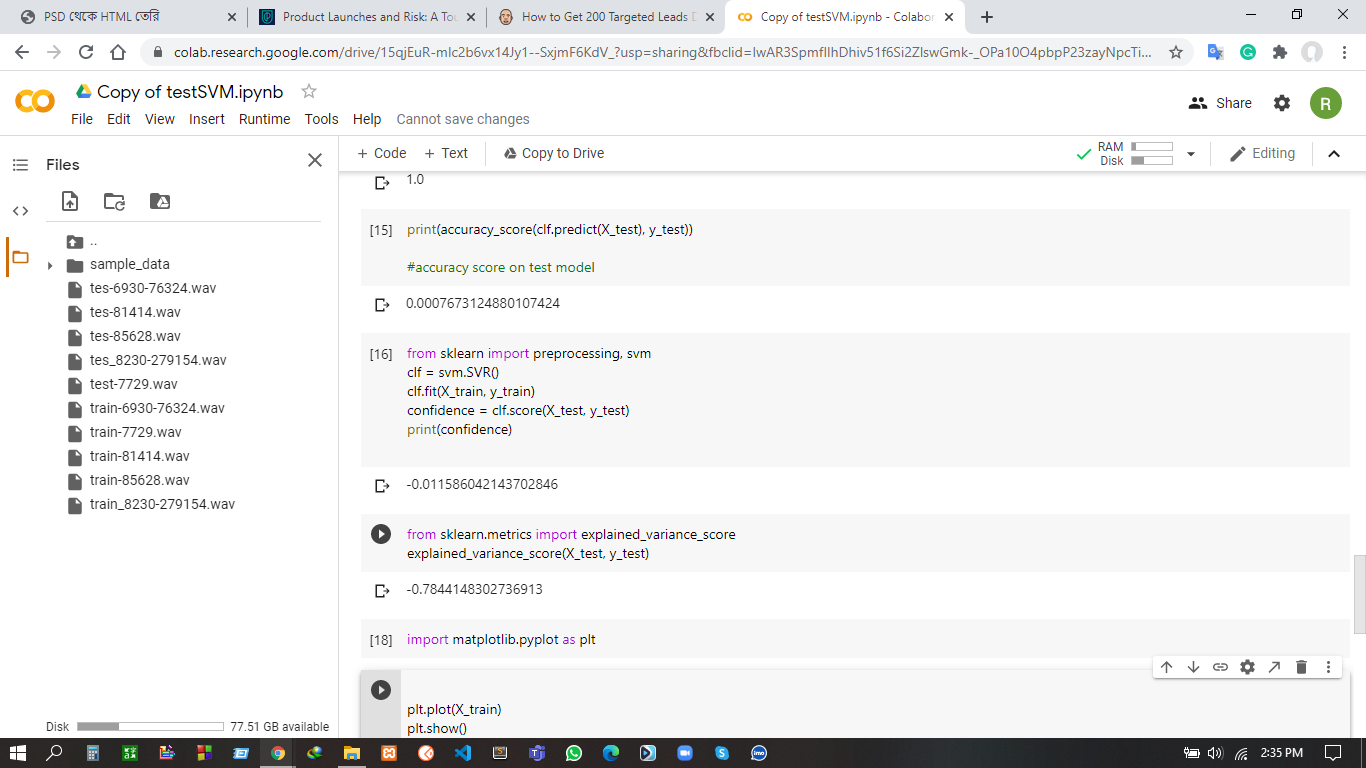 PSD থেকে HTML তৈরি
Product Launches and Risk: A Tou
How to Get 200 Targeted Leads D
Copy of testSVM.ipynb - Colabor
colab.research.google.com/drive/15qjEuR-mIc2b6vx14Jy1--SxjmF6KdV_?usp=sharing&fbclid=IwAR3SpmfIIhDhiv51f6Si2ZIswGmk-_OPa10O4pbpP23zayNpcTi...
Copy of testSVM.ipynb
File Edit View Insert Runtime Tools Help Cannot save changes
Share
R
Files
+ Code + Text Copy to Drive
RAM
Disk
Editing
..
sample_data
tes-6930-76324.wav
tes-81414.wav
tes-85628.wav
tes_8230-279154.wav
test-7729.wav
train-6930-76324.wav
train-7729.wav
train-81414.wav
train-85628.wav
train_8230-279154.wav
Disk 77.51 GB available
1.0
[15] print(accuracy_score(clf.predict(X_test), y_test))
#accuracy score on test model
0.0007673124880107424
[16] from sklearn import preprocessing, svm
clf = svm.SVR()
clf.fit(X_train, y_train)
confidence = clf.score(X_test, y_test)
print(confidence)
-0.011586042143702846
from sklearn.metrics import explained_variance_score
explained_variance_score(X_test, y_test)
-0.7844148302736913
[18] import matplotlib.pyplot as plt
plt.plot(X_train)
plt.show()
2:35 PM